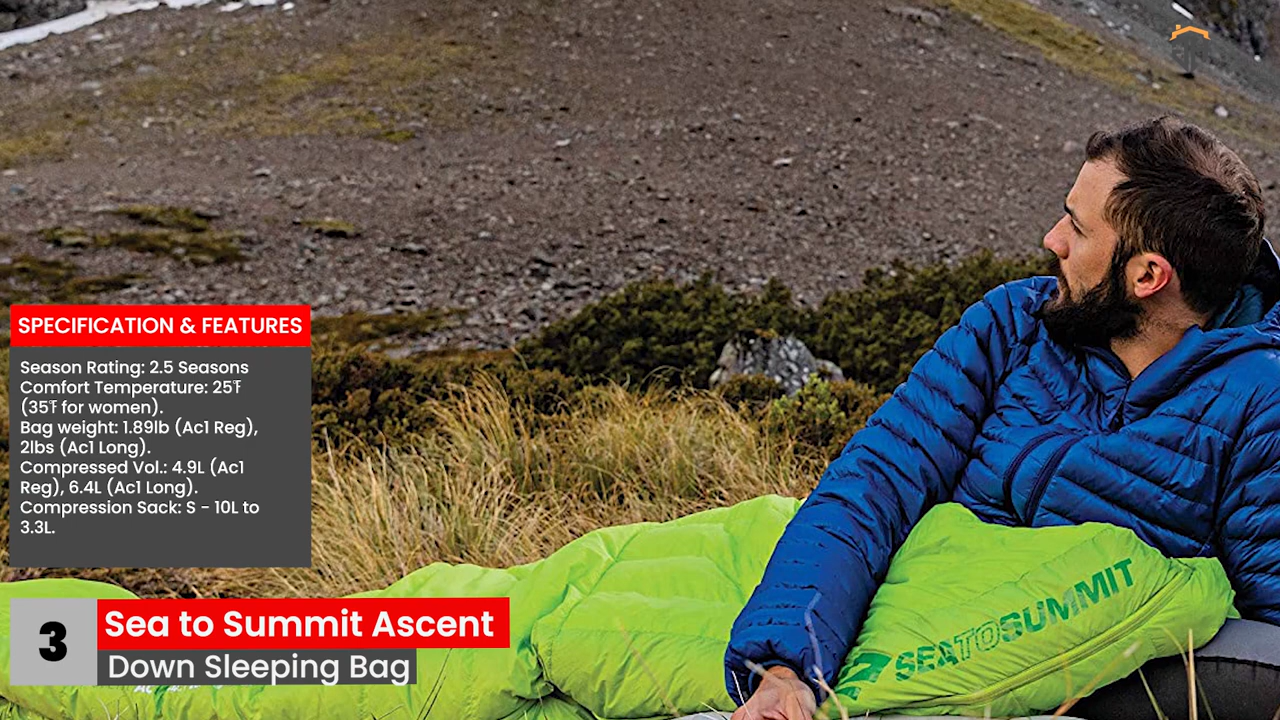 SPECIFICATION & FEATURES
Season Rating: 2.5 Seasons
Comfort Temperature: 25℉
(35℉ for women).
Bag weight: 1.89lb (Ac1 Reg),
2lbs (Ac1 Long).
Compressed Vol.: 4.9L (Ac1
Reg), 6.4L (Ac1 Long).
Compression Sack: S - 10L to
3.3L.
SEATOSUMMIT
3
Sea to Summit Ascent
Down Sleeping Bag